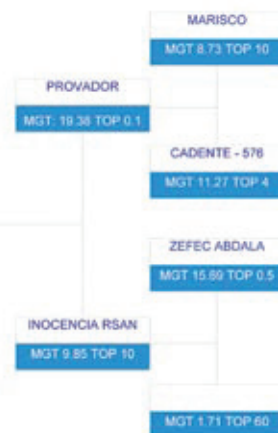 MARISCO
MGT 8.73 TOP 10
PROVADOR
MGT: 19.38 TOP 0.1
CADENTE - 576
MGT 11.27 TOP 4
ZEFEC ABDALA
MGT 15.69 TOP 0.5
INOCENCIA RSAN
MGT 9.85 TOP 10
MGT 1.71 TOP 60